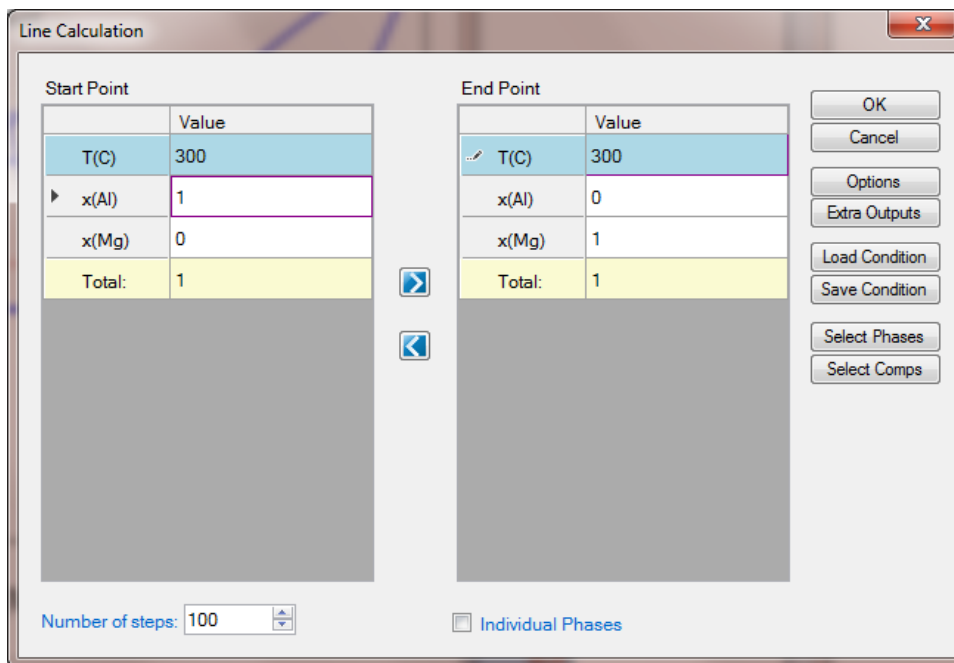 Line Calculation
Start Point
Value
T(C) 300
x(Al) 1
x(Mg) 0
Total: 1
End Point
Value
T(C) 300
x(Al) 0
x(Mg) 1
Total: 1
OK
Cancel
Options
Extra Outputs
Load Condition
Save Condition
Select Phases
Select Comps
Number of steps: 100
Individual Phases